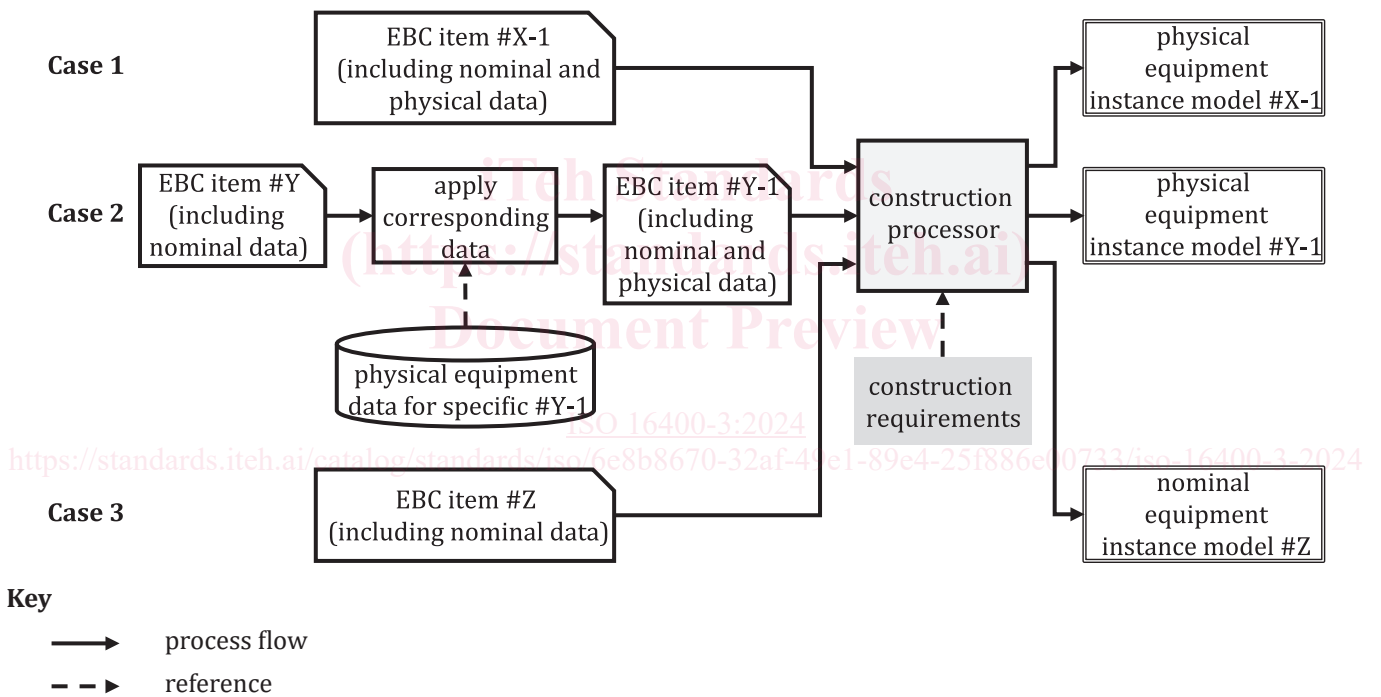 Case 1
EBC item #X-1
(including nominal and
physical data)
physical
equipment
instance model #X-1
Case 2
EBC item #Y
(including
nominal data)
apply
corresponding
data
EBC item #Y-1
(including
nominal and
physical data)
construction
processor
physical
equipment
instance model #Y-1
iTeh Standards
(https://standards.iteh.ai)
Document Preview
physical equipment
data for specific #Y-1
construction
requirements
ISO 16400-3:2024
https://standards.iteh.ai/catalog/standards/iso/6e8b8670-32af-49e1-89e4-25f886e00733/iso-16400-3-2024
Case 3
EBC item #Z
(including nominal data)
nominal
equipment
instance model #Z
Key
process flow
reference